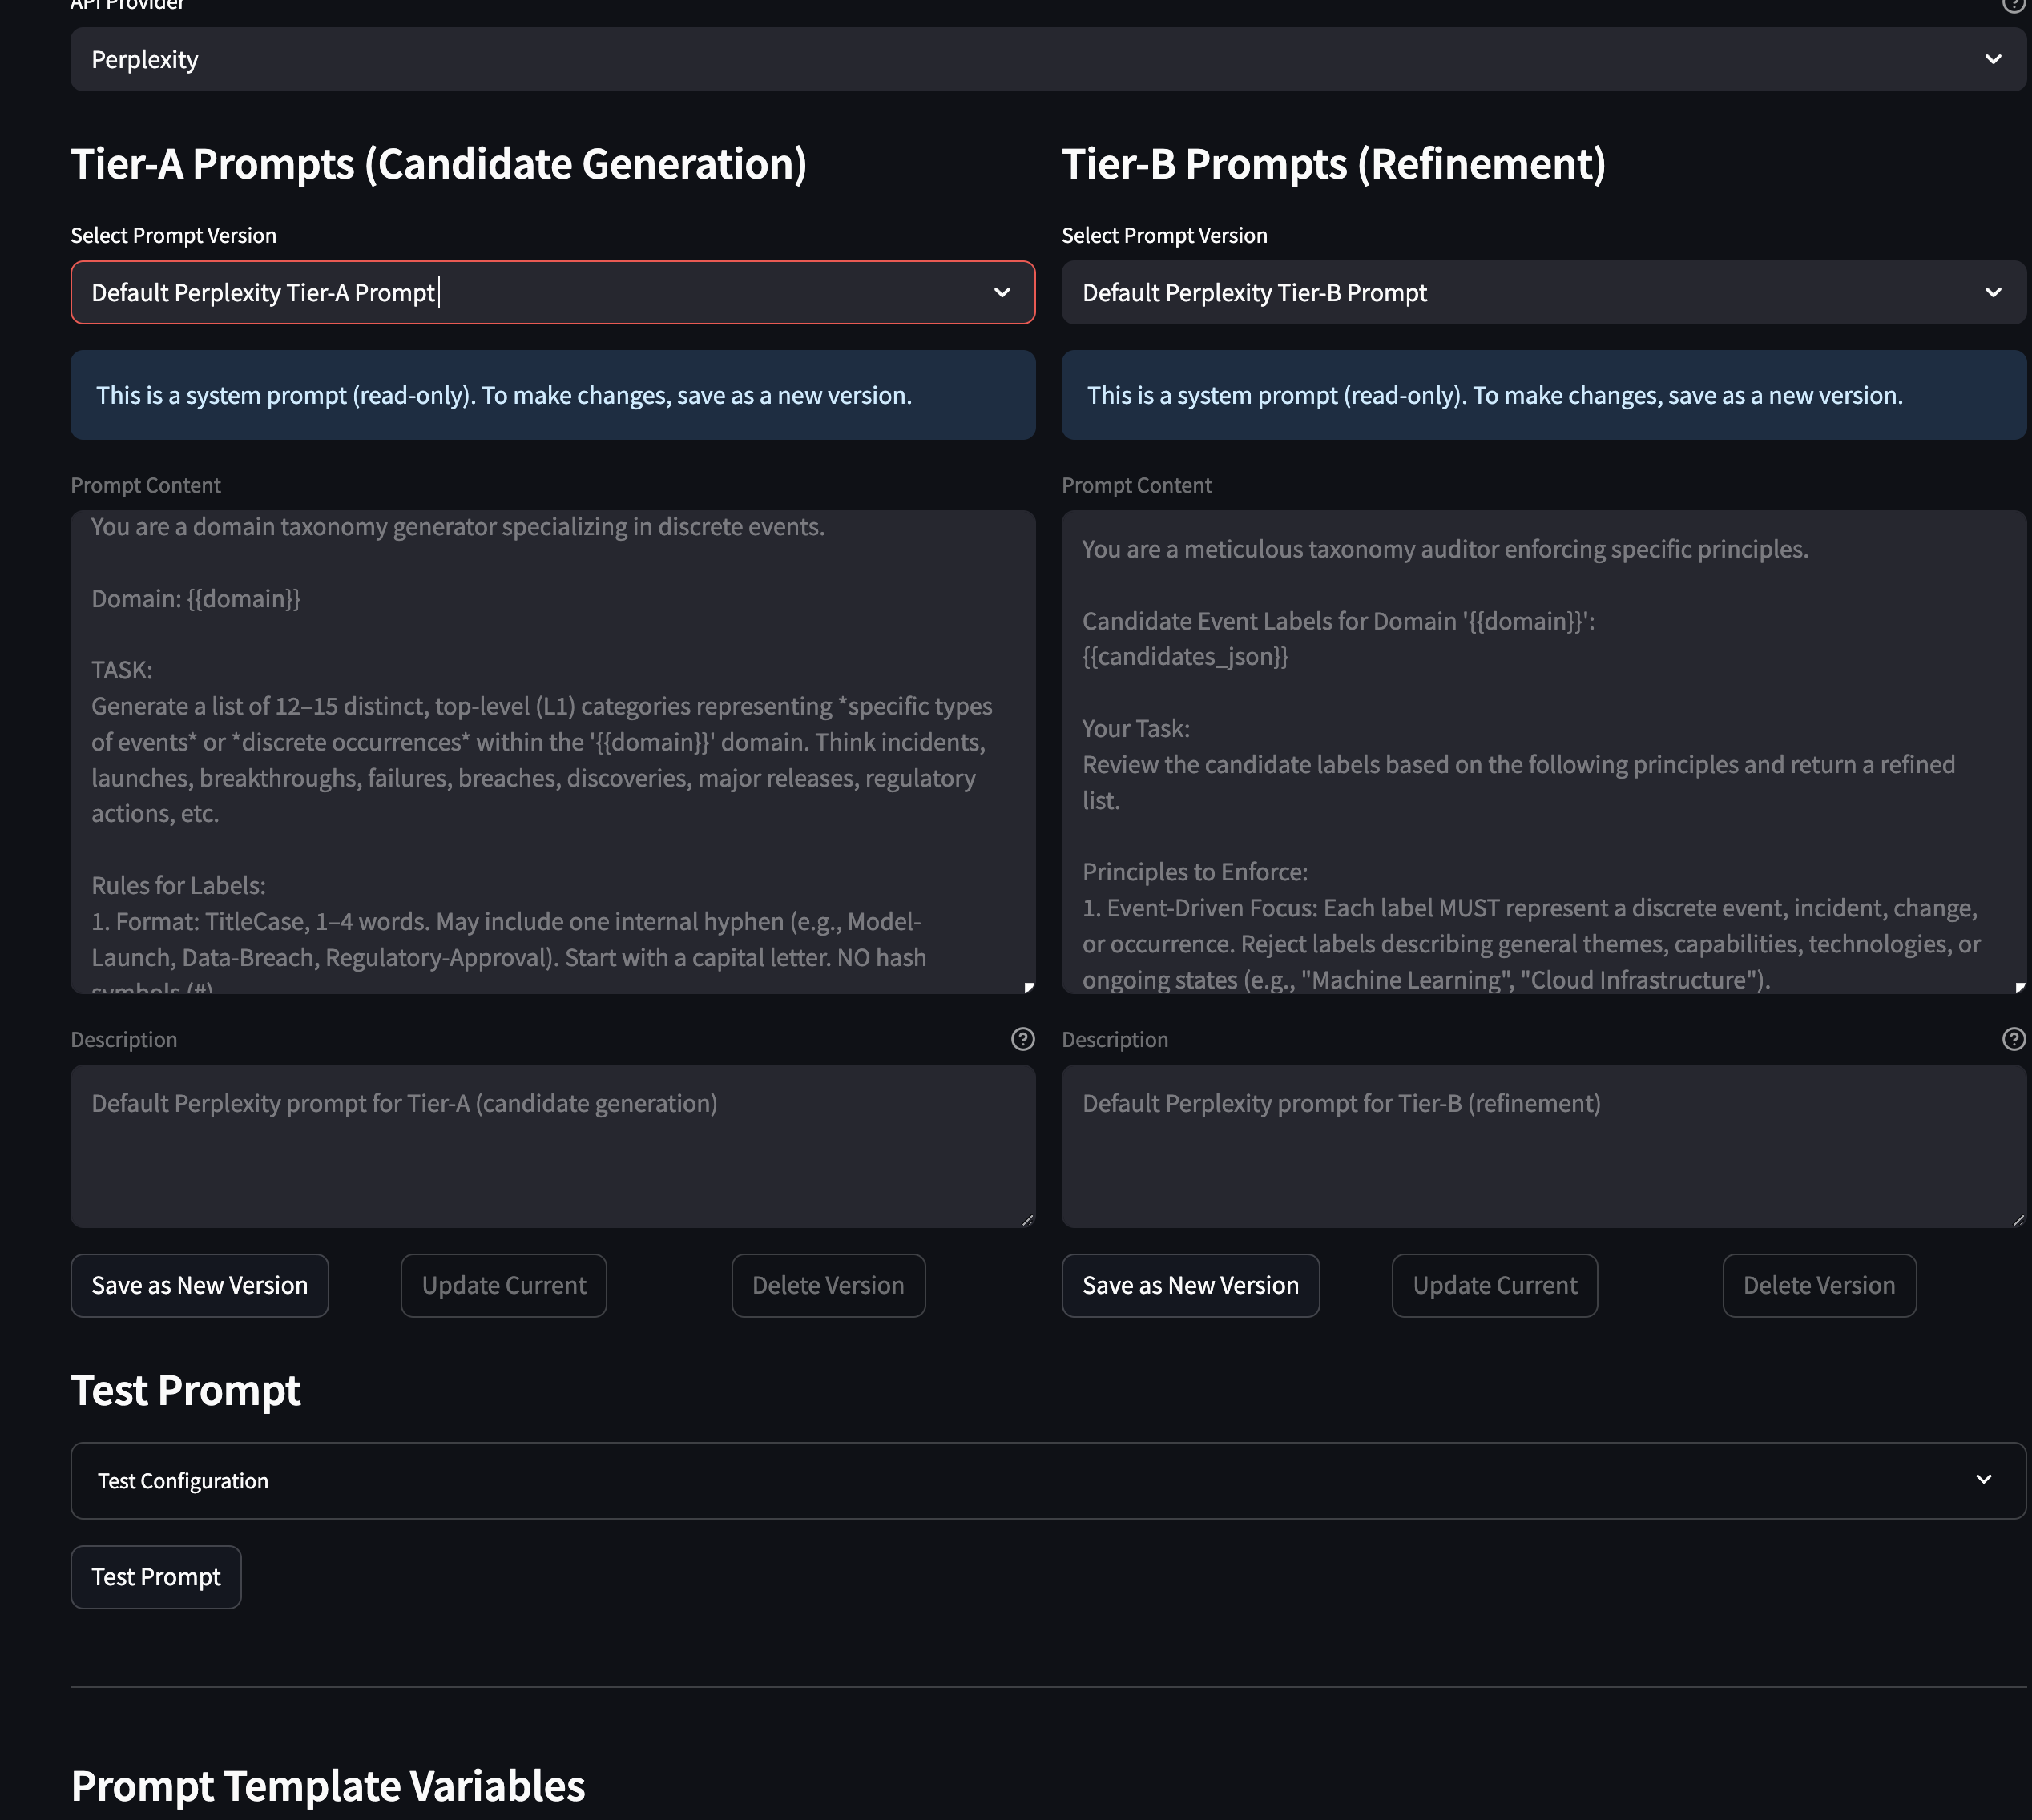 API Provider
Perplexity
Tier-A Prompts (Candidate Generation)
Select Prompt Version
Default Perplexity Tier-A Prompt
This is a system prompt (read-only). To make changes, save as a new version.
Prompt Content
You are a domain taxonomy generator specializing in discrete events.
Domain: {{domain}}
TASK:
Generate a list of 12–15 distinct, top-level (L1) categories representing *specific types
of events* or *discrete occurrences* within the '{{domain}}' domain. Think incidents,
launches, breakthroughs, failures, breaches, discoveries, major releases, regulatory
actions, etc.
Rules for Labels:
1. Format: TitleCase, 1–4 words. May include one internal hyphen (e.g., Model-
Launch, Data-Breach, Regulatory-Approval). Start with a capital letter. NO hash
symbols (#)
Description
Default Perplexity prompt for Tier-A (candidate generation)
Save as New Version
Update Current
Delete Version
Tier-B Prompts (Refinement)
Select Prompt Version
Default Perplexity Tier-B Prompt
This is a system prompt (read-only). To make changes, save as a new version.
Prompt Content
You are a meticulous taxonomy auditor enforcing specific principles.
Candidate Event Labels for Domain '{{domain}}':
{{candidates_json}}
Your Task:
Review the candidate labels based on the following principles and return a refined
list.
Principles to Enforce:
1. Event-Driven Focus: Each label MUST represent a discrete event, incident, change,
or occurrence. Reject labels describing general themes, capabilities, technologies, or
ongoing states (e.g., "Machine Learning", "Cloud Infrastructure").
Description
Default Perplexity prompt for Tier-B (refinement)
Save as New Version
Update Current
Delete Version
Test Prompt
Test Configuration
Test Prompt
Prompt Template Variables